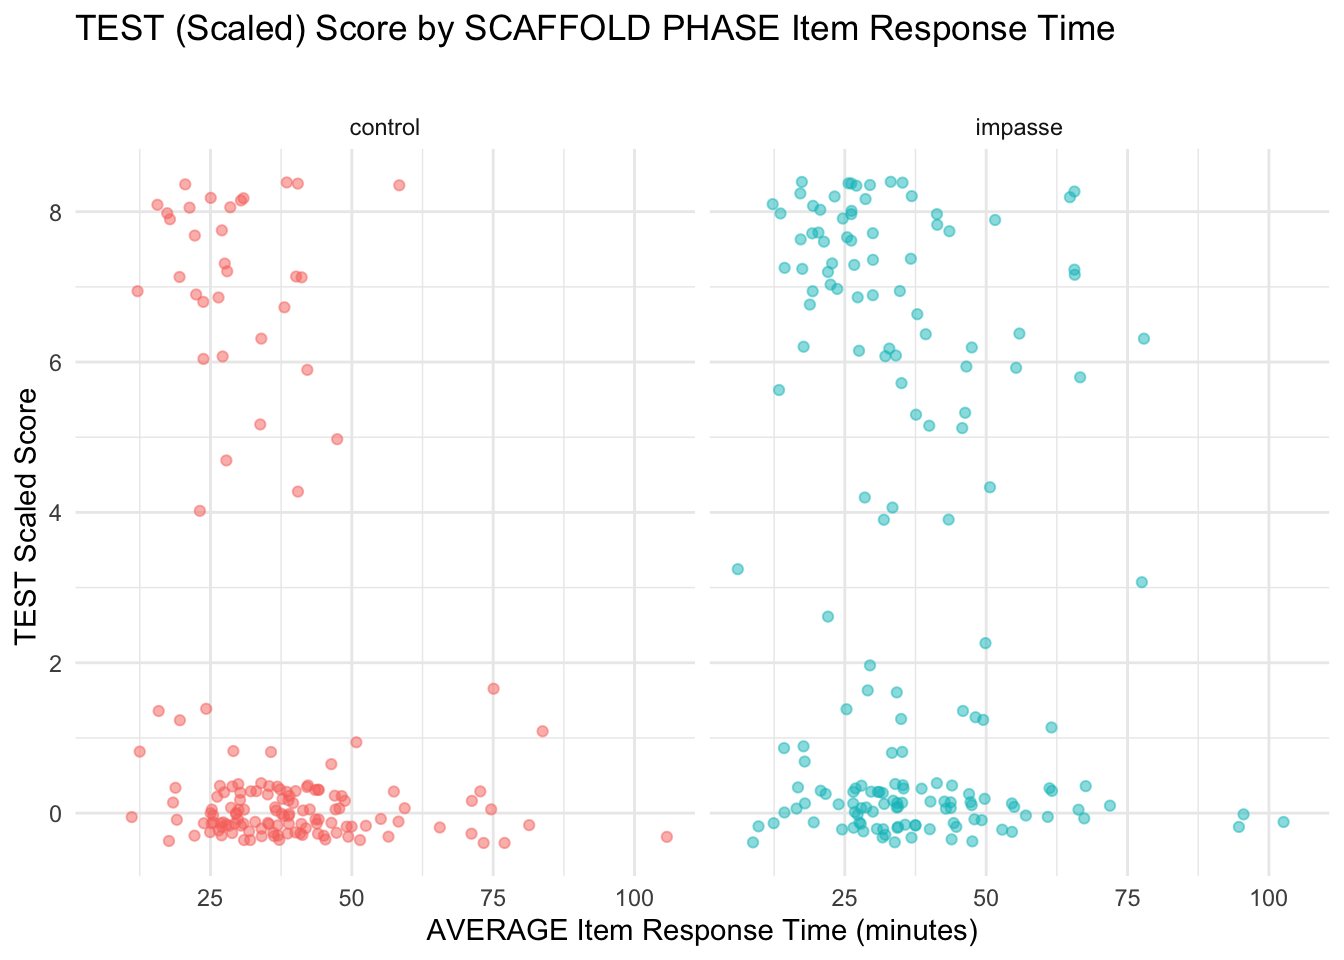 TEST (Scaled) Score by SCAFFOLD PHASE Item Response Time
control
impasse
8
6
4
2
0
TEST Scaled Score
25
50
75
100
25
50
75
100
AVERAGE Item Response Time (minutes)